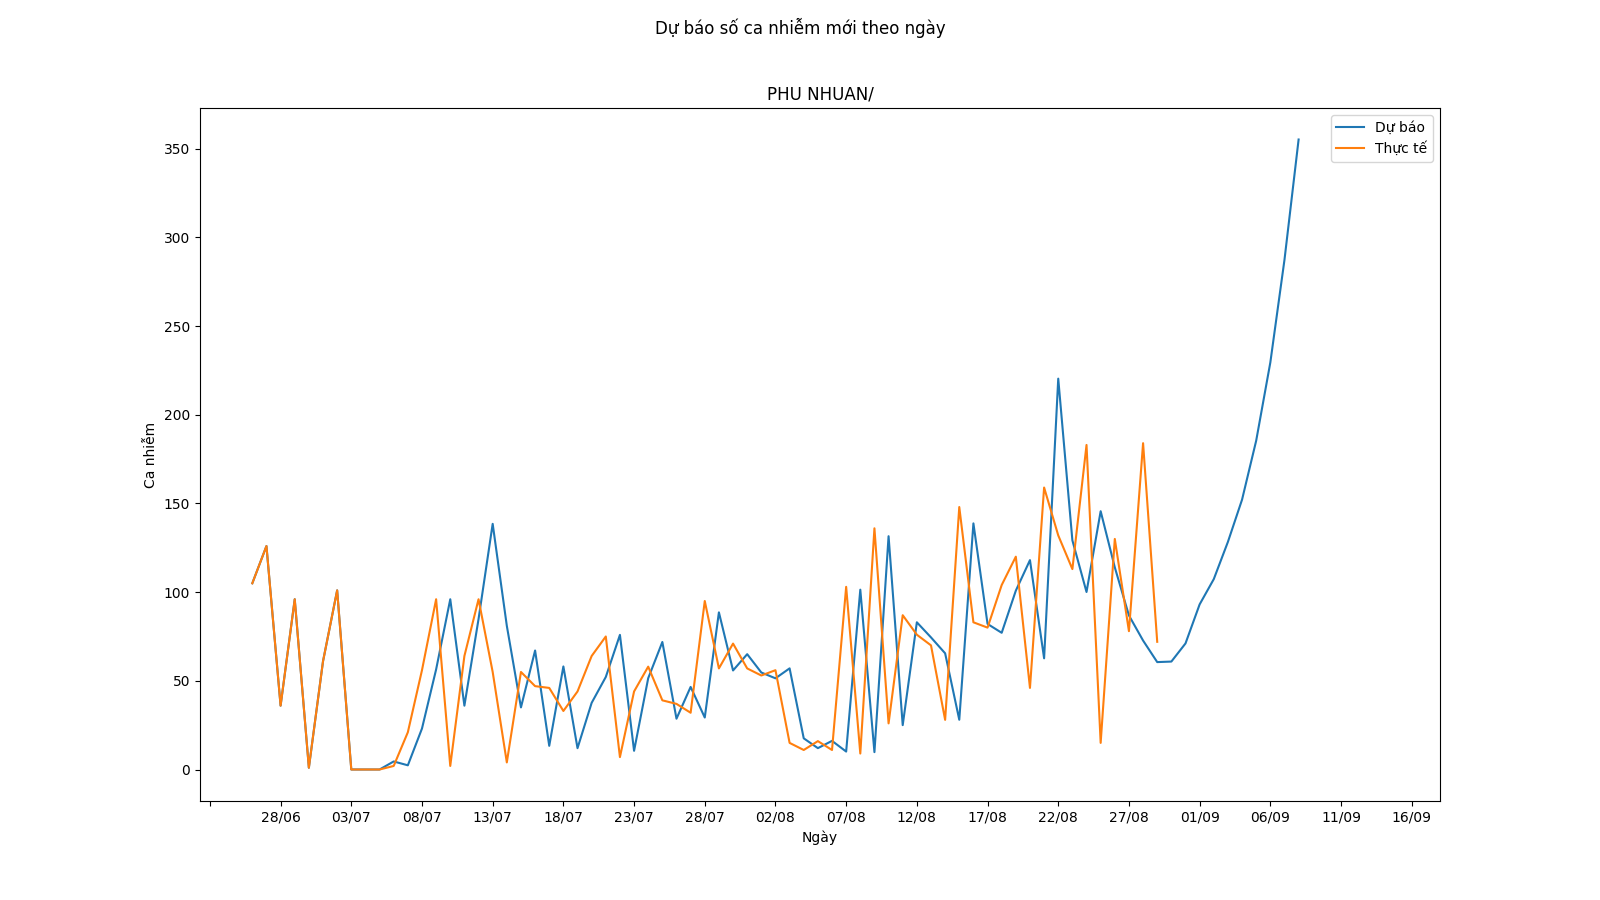 Dự báo số ca nhiễm mới theo ngày
PHU NHUAN/
Dự báo
Thực tế
350
300
250
200
150
100
50
0
Ca nhiễm
28/06 03/07 08/07 13/07 18/07 23/07 28/07 02/08 07/08 12/08 17/08 22/08 27/08 01/09 06/09 11/09 16/09
Ngày